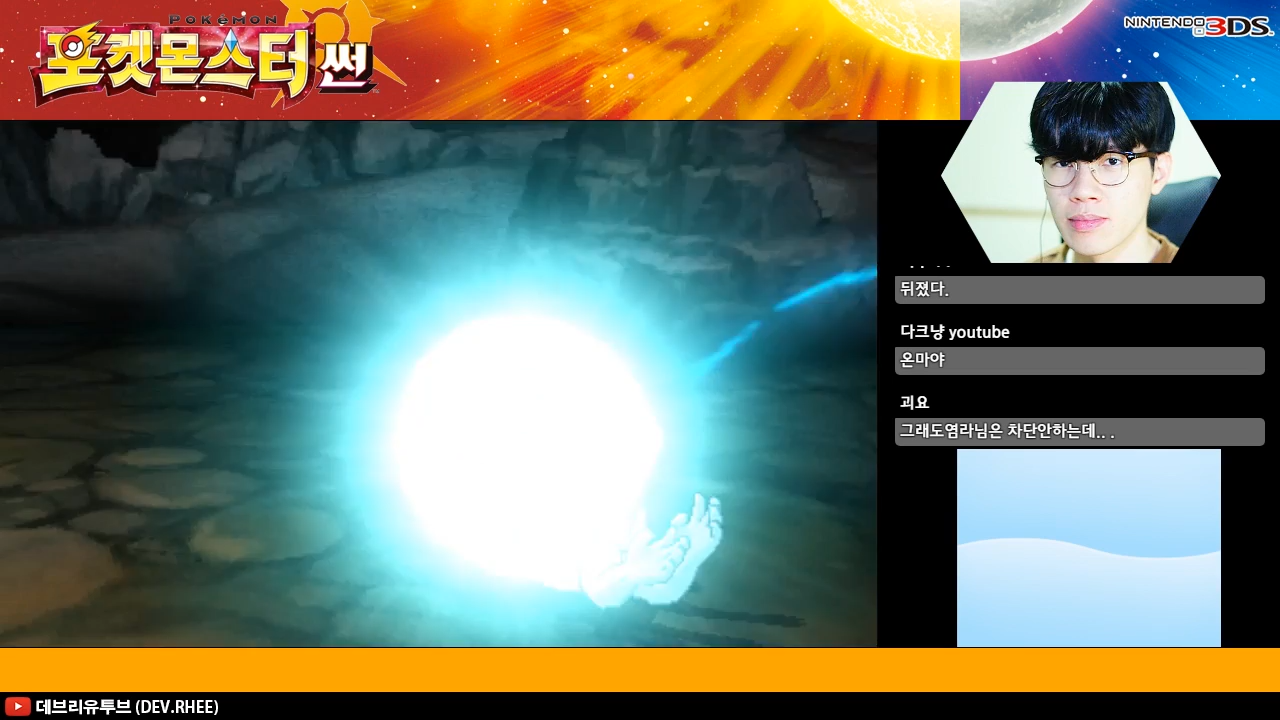 POKéMON
포켓몬스터 썬
NINTENDO 3DS
뒤졌다.
다크냥 youtube
온마야
괴요
그래도염라님은 차단안하는데.. .
데브리유투브 (DEV.RHEE)